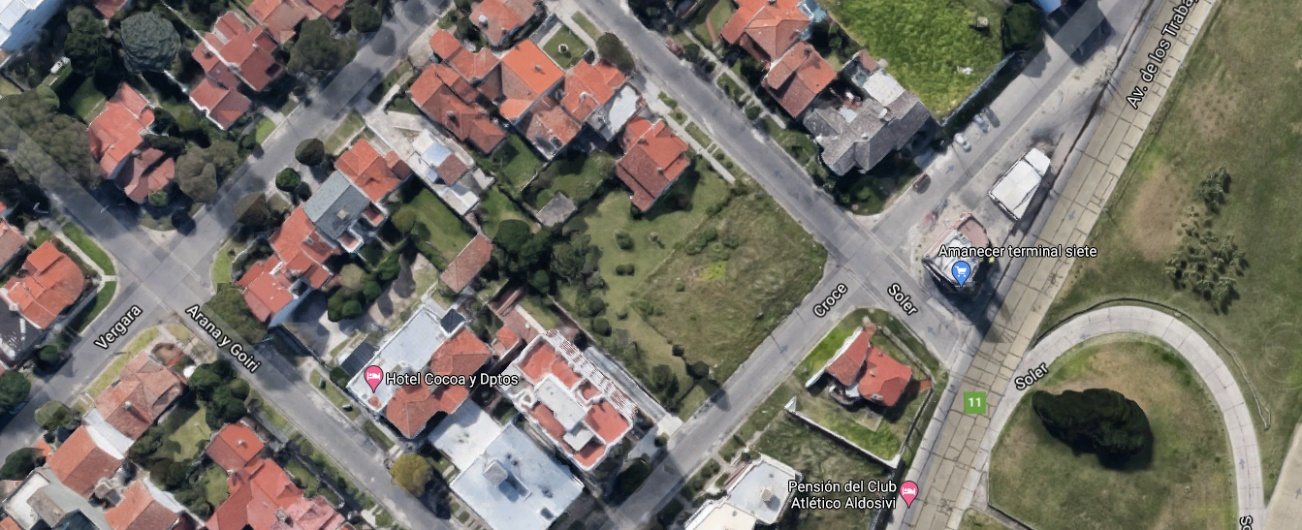 Av. de los Traba
Amanecer terminal siete
Croce
Soler
Vergara
Arana y Goiri
Hotel Cocoa y Dptos
Soler
11
Pensión del Club
Atlético Aldosivi
os